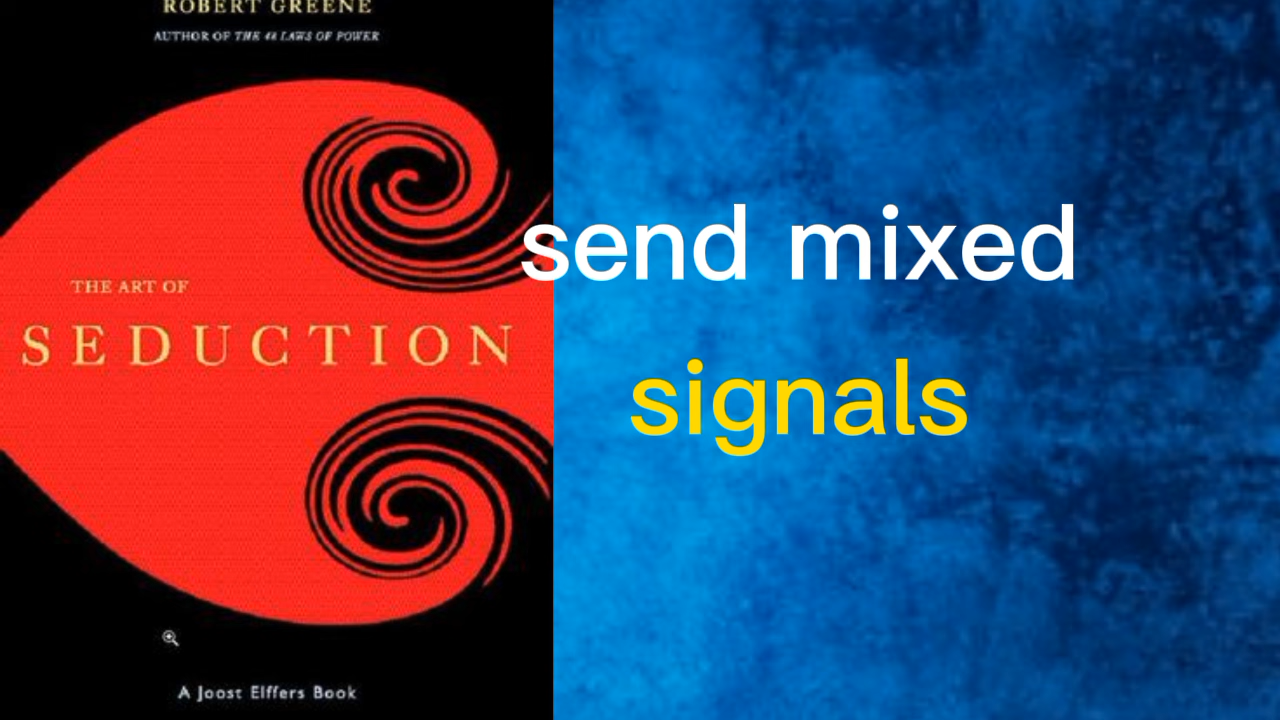 ROBERT GREENE
AUTHOR OF THE 48 LAWS OF POWER
THE ART OF
SEDUCTION
A Joost Elffers Book
send mixed
signals